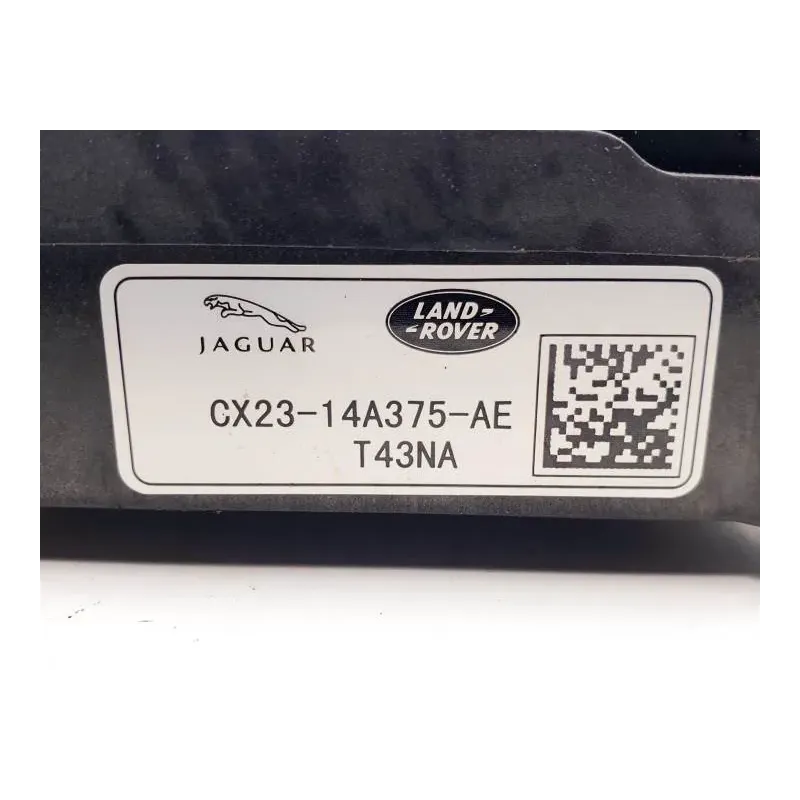 JAGUAR
LAND-
-ROVER
CX23-14A375-AE
T43NA